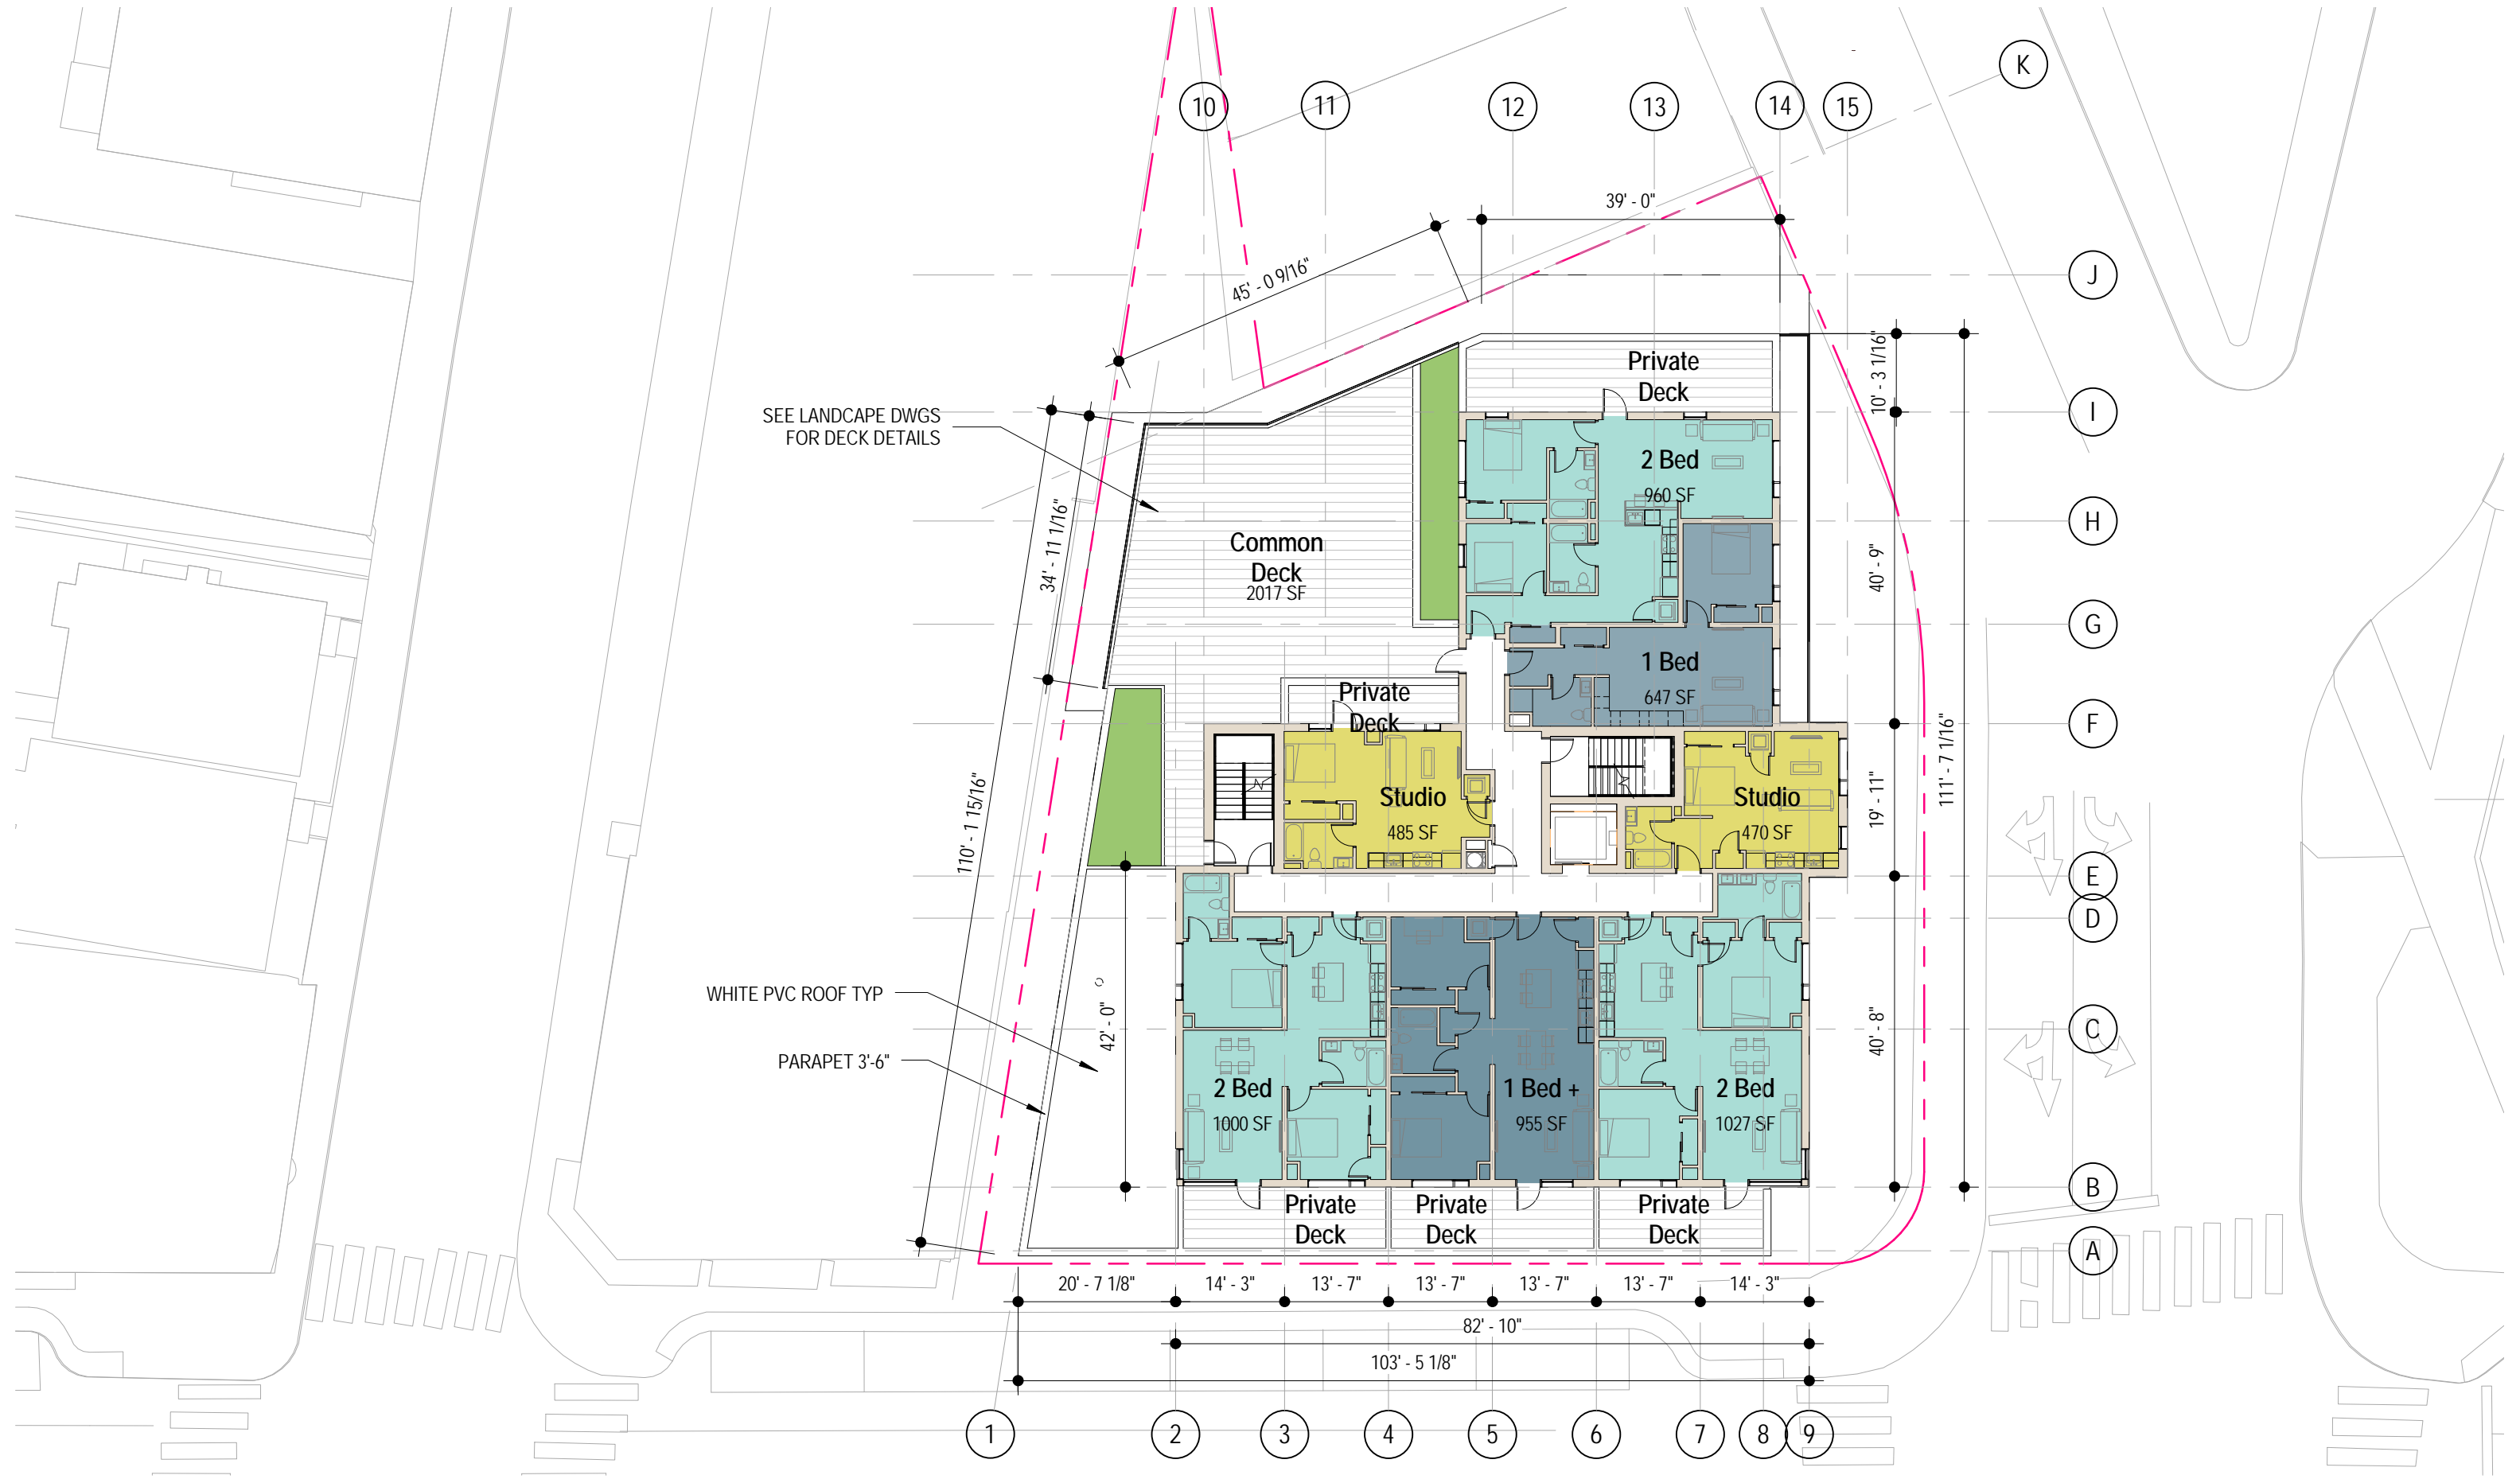 K
10
11
12
13
14
15
39' - 0"
45' - 0 9/16"
J
10' - 3 1/16"
Private
Deck
SEE LANDCAPE DWGS
FOR DECK DETAILS
I
2 Bed
960 SF
H
34' - 11 11/16"
Common
Deck
2017 SF
40' - 9"
G
1 Bed
647 SF
Private
Deck
F
111' - 7 1/16"
110' - 1 15/16"
Studio
485 SF
Studio
470 SF
19' - 11"
E
D
WHITE PVC ROOF TYP
42' - 0"
40' - 8"
C
PARAPET 3'-6"
2 Bed
1000 SF
1 Bed +
955 SF
2 Bed
1027 SF
B
Private
Deck
Private
Deck
Private
Deck
A
20' - 7 1/8"
14' - 3"
13' - 7"
13' - 7"
13' - 7"
13' - 7"
14' - 3"
82' - 10"
103' - 5 1/8"
1
2
3
4
5
6
7
8
9